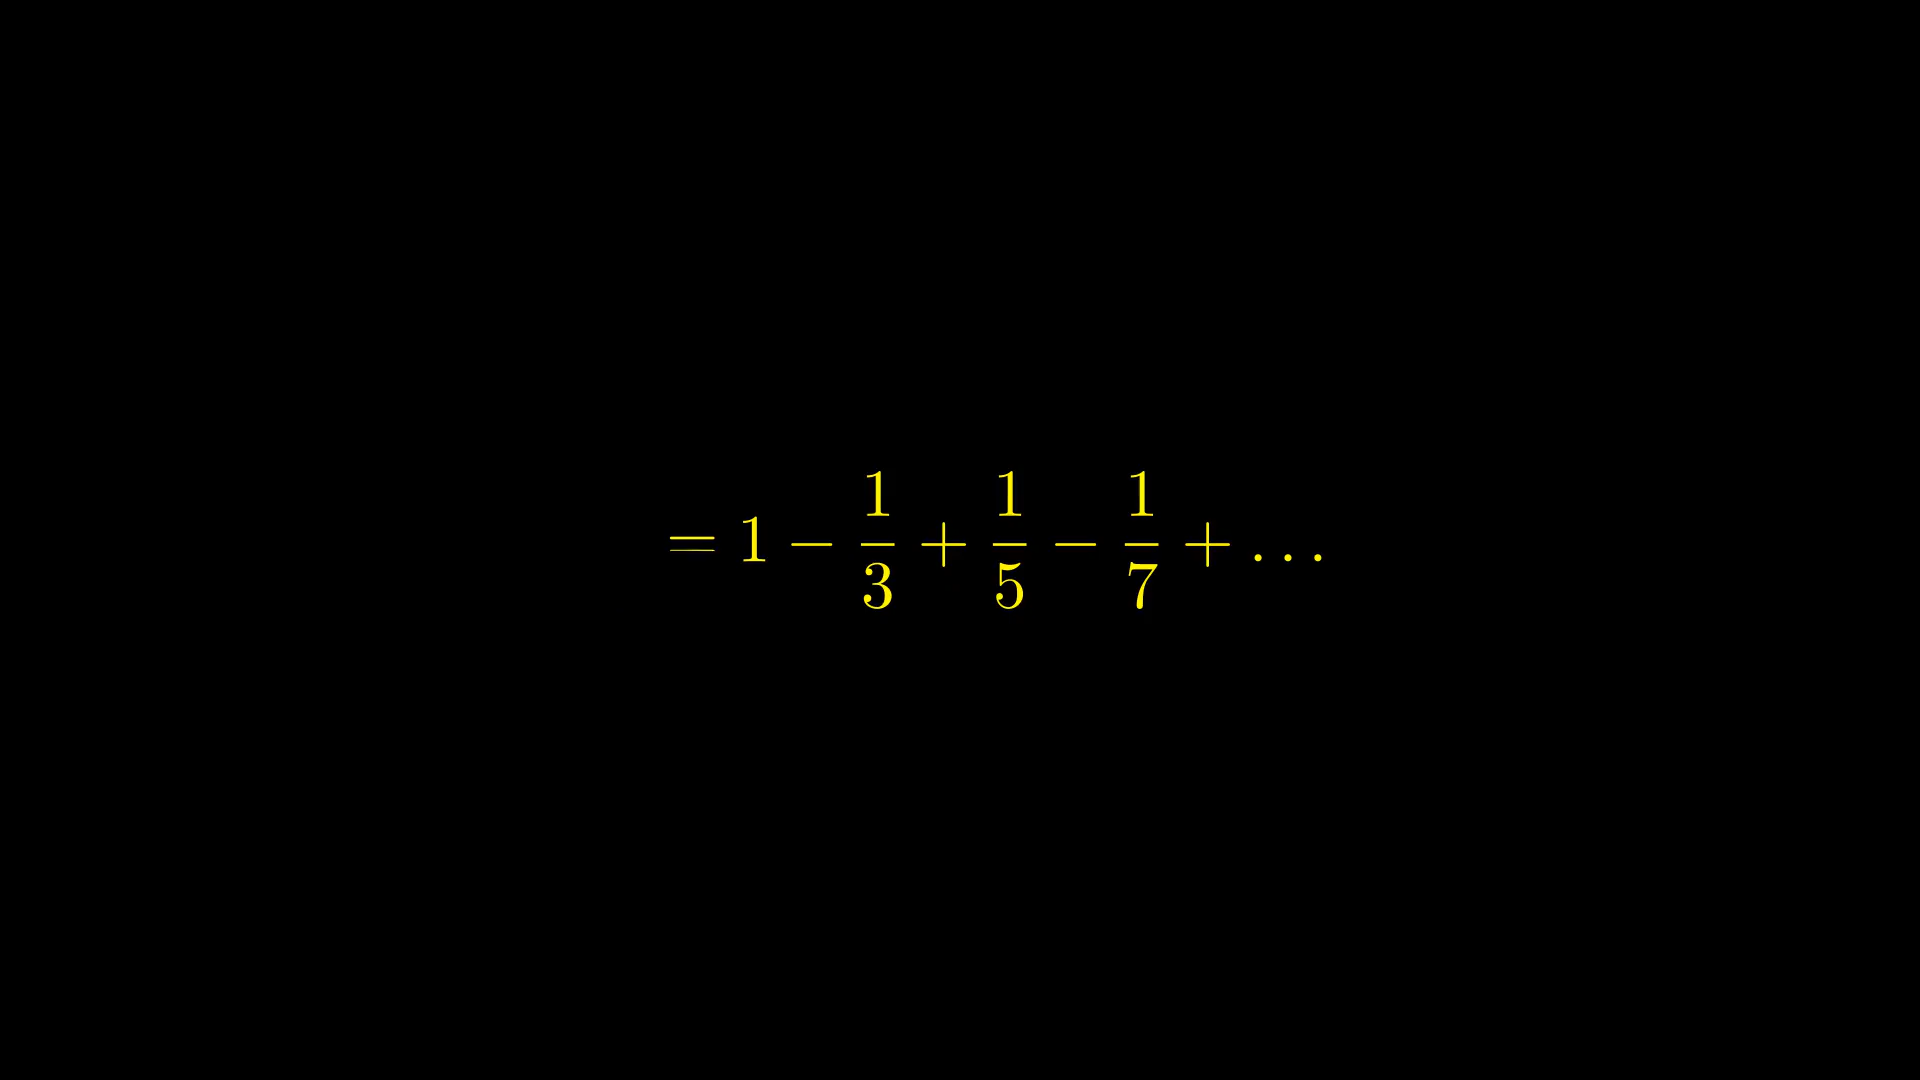 = 1 − 1/3 + 1/5 − 1/7 + …